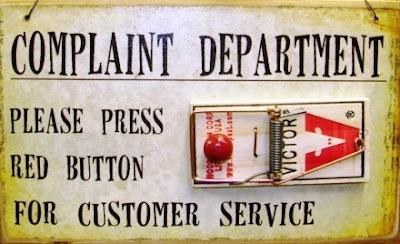 COMPLAINT DEPARTMENT
PLEASE PRESS
RED BUTTON
FOR CUSTOMER SERVICE
VICTOR